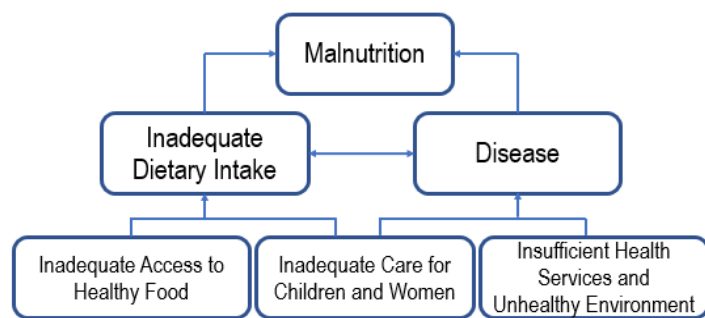 Malnutrition
Inadequate
Dietary Intake
Disease
Inadequate Access to
Healthy Food
Inadequate Care for
Children and Women
Insufficient Health
Services and
Unhealthy Environment